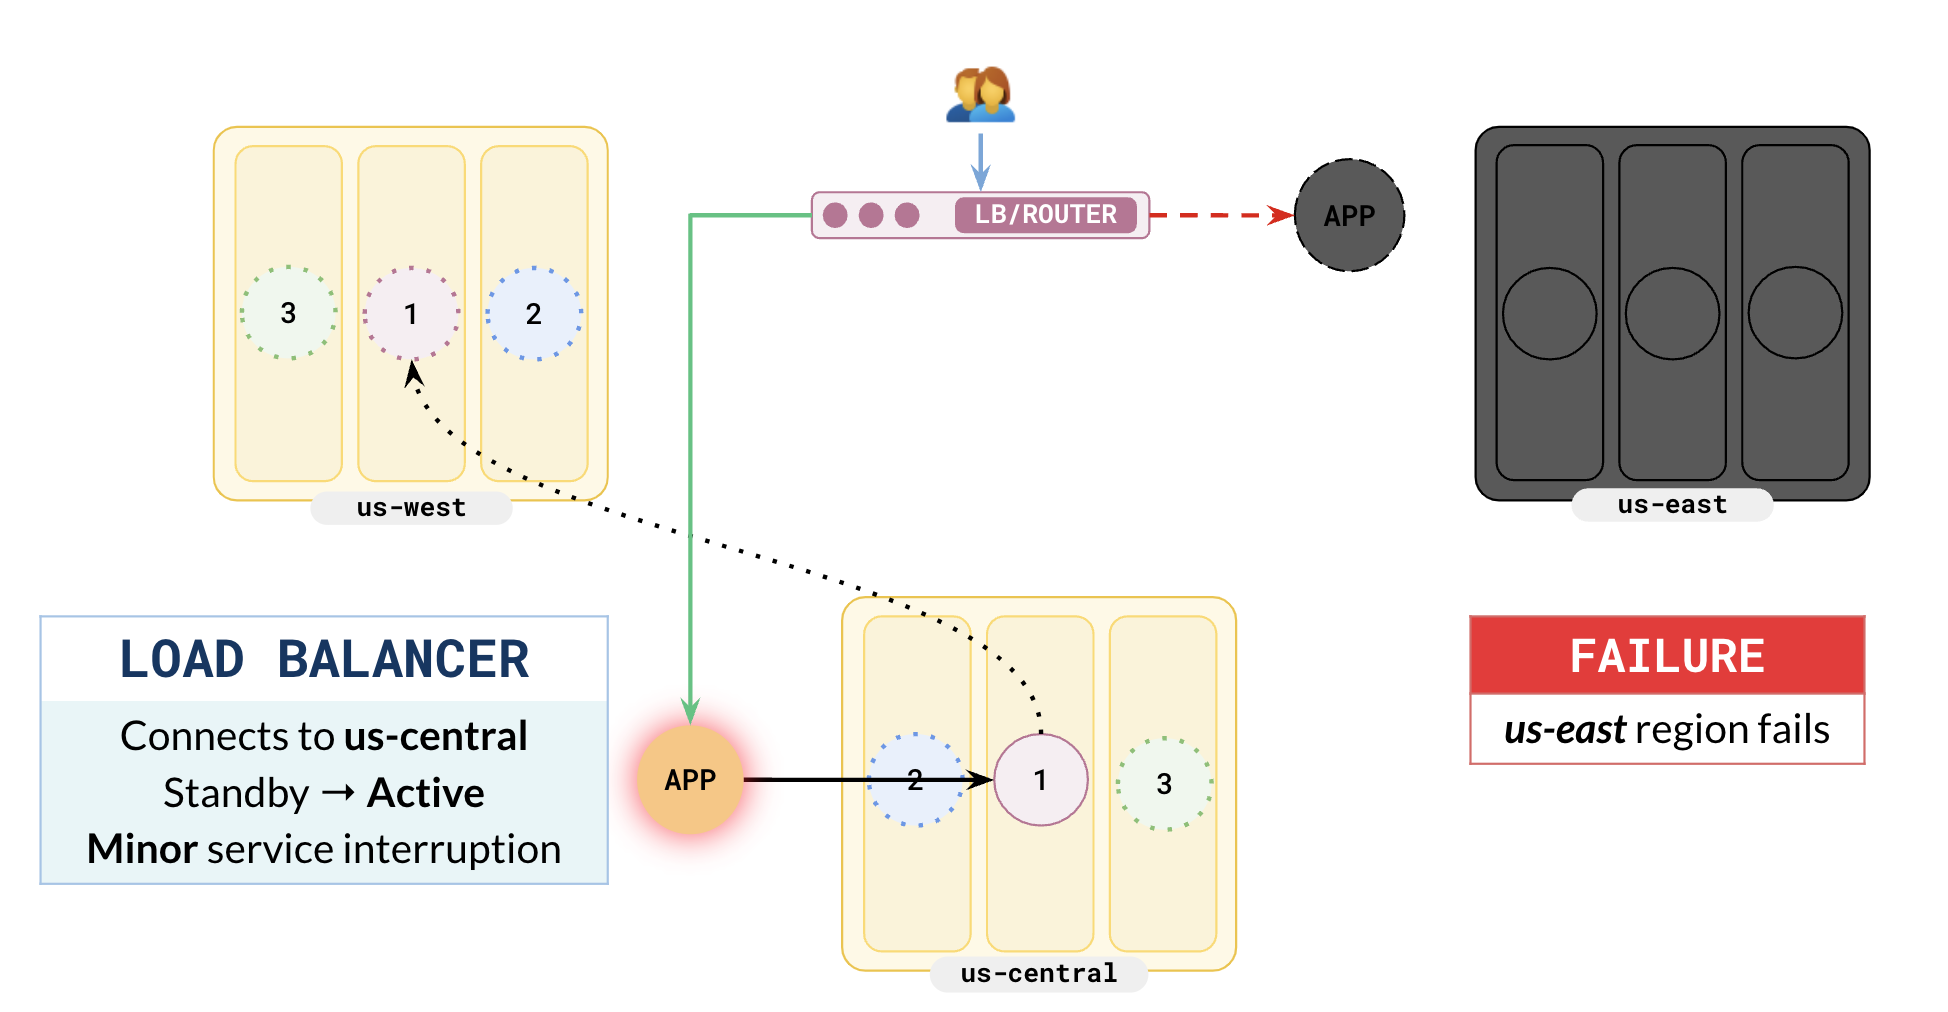 LB/ROUTER
APP
3
1
2
us-west
us-east
LOAD BALANCER
Connects to us-central
Standby → Active
Minor service interruption
APP
2
1
3
us-central
FAILURE
us-east region fails